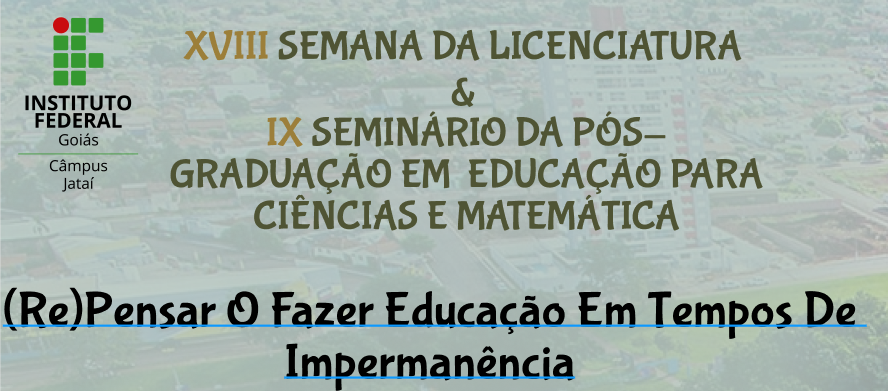 INSTITUTO
FEDERAL
Goiás
Câmpus
Jataí
XVIII SEMANA DA LICENCIATURA
&
IX SEMINÁRIO DA PÓS-
GRADUAÇÃO EM EDUCAÇÃO PARA
CIÊNCIAS E MATEMÁTICA
(Re)Pensar O Fazer Educação Em Tempos De
Impermanência